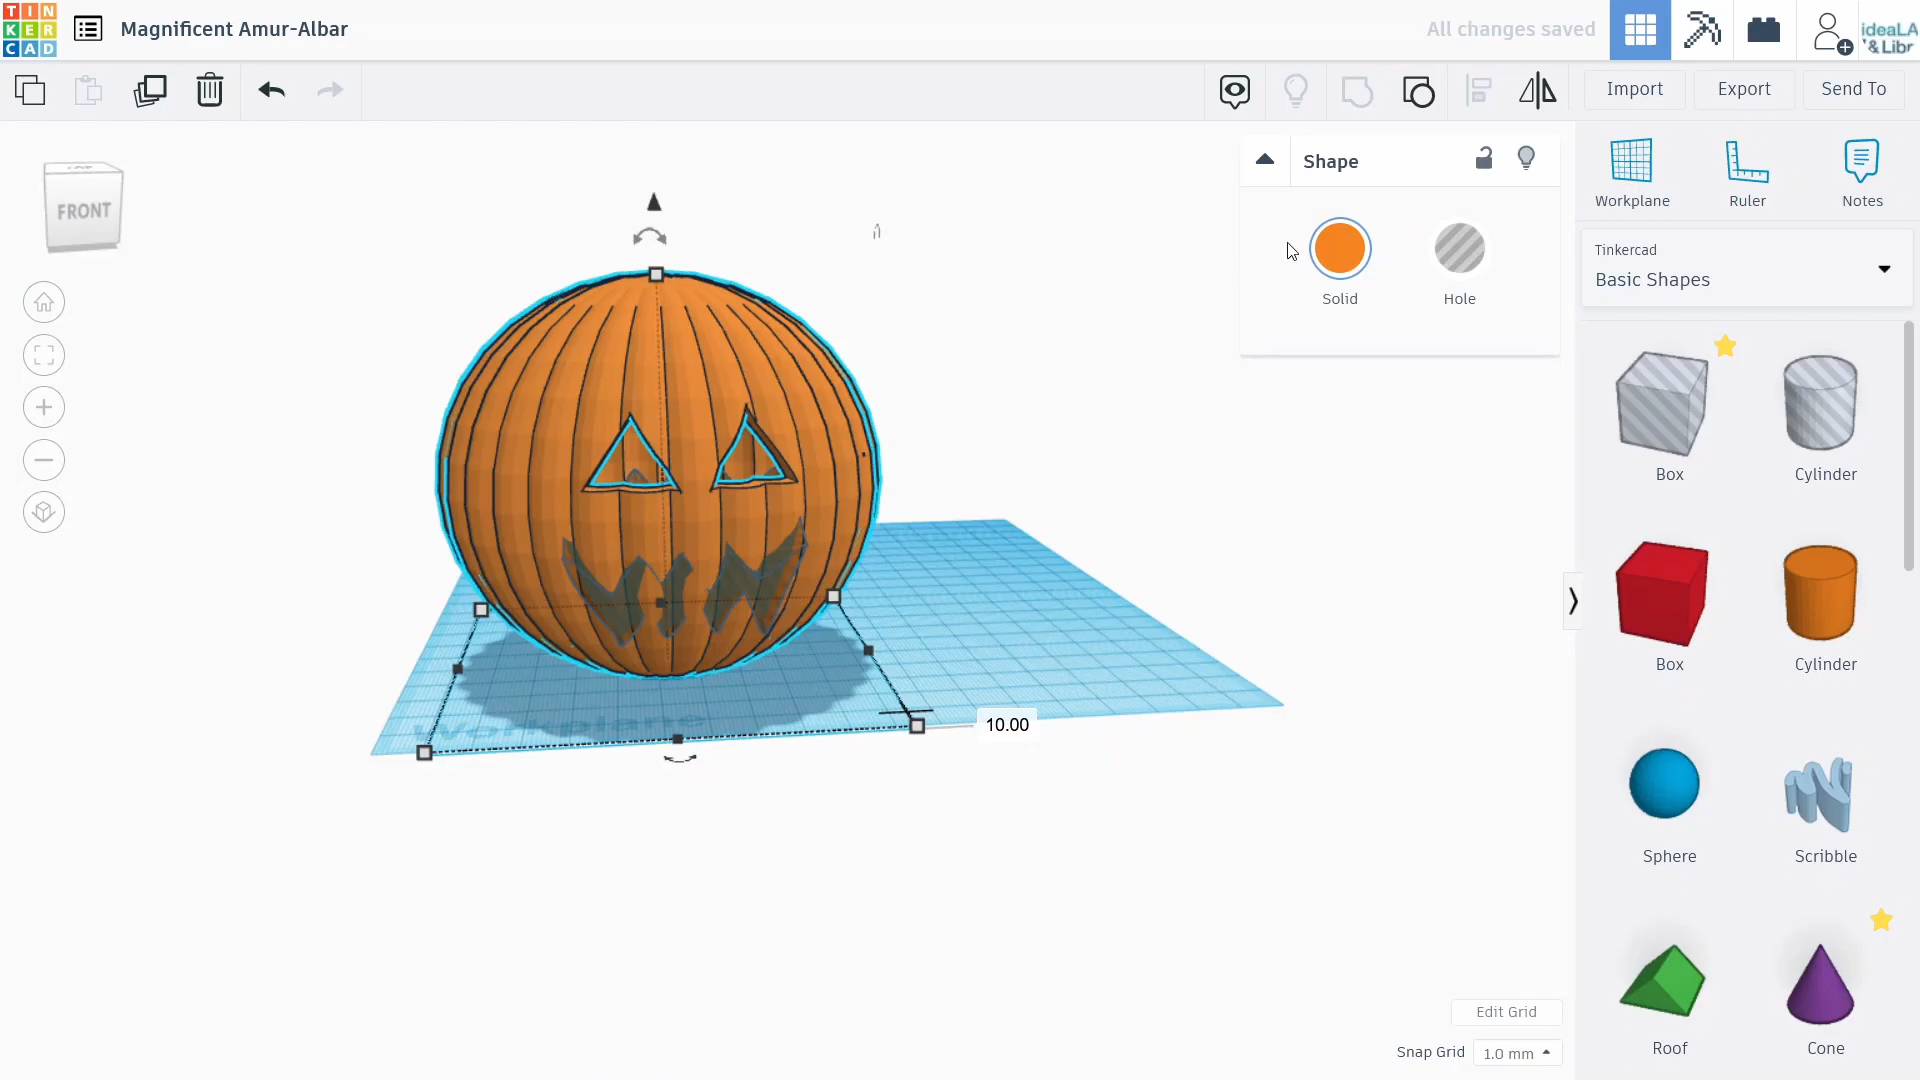 TIN
KER
CAD
Magnificent Amur-Albar
All changes saved
ideaLA
& Libr
Import
Export
Send To
TOP
FRONT
Shape
Solid
Hole
Workplane
Ruler
Notes
Tinkercad
Basic Shapes
Box
Cylinder
Box
Cylinder
Sphere
Scribble
Roof
Cone
Workplane
10.00
Edit Grid
Snap Grid
1.0 mm